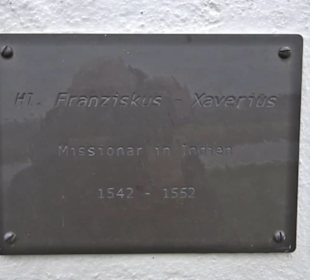 Hl. Franziskus - Xaverius
Missionar in Indien
1542 - 1552